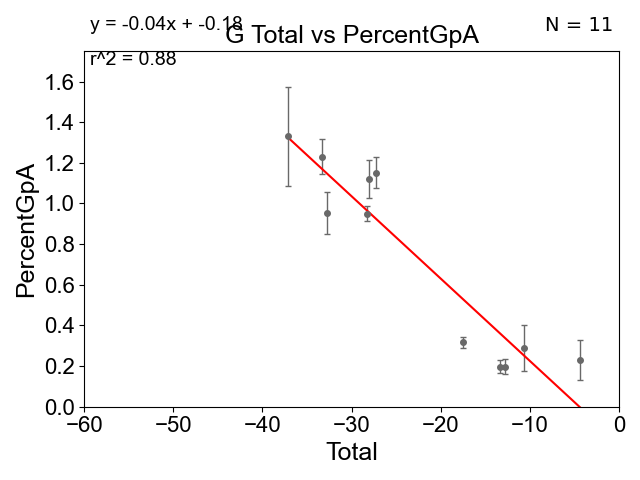 y = -0.04x + -0.18
G Total vs PercentGpA
N = 11
r^2 = 0.88
PercentGpA
1.6
1.4
1.2
1.0
0.8
0.6
0.4
0.2
0.0
−60 −50 −40 −30 −20 −10 0
Total